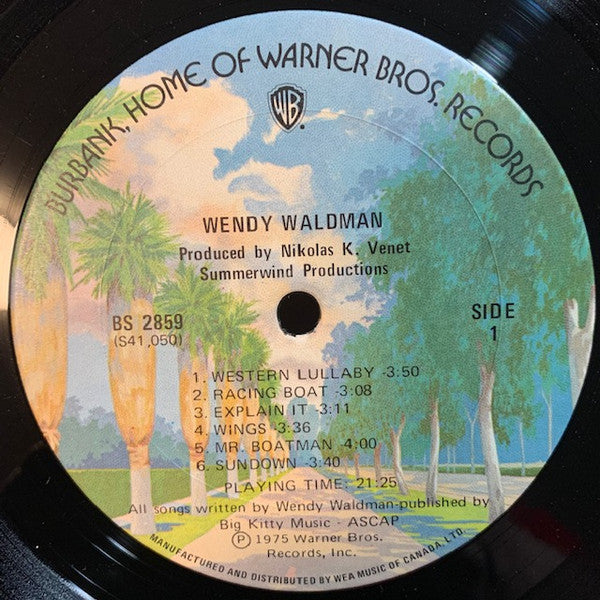 BURBANK, HOME OF WARNER BROS. RECORDS
WB
WENDY WALDMAN
Produced by Nikolas K. Venet
Summerwind Productions
BS 2859
(S41,050)
SIDE
1
1. WESTERN LULLABY -3:50
2. RACING BOAT -3:08
3. EXPLAIN IT -3:11
4. WINGS -3:36
5. MR. BOATMAN -4:00
6. SUNDOWN -3:40
PLAYING TIME: 21:25
All songs written by Wendy Waldman-published by
Big Kitty Music - ASCAP
Ⓟ 1975 Warner Bros.
Records, Inc.
MANUFACTURED AND DISTRIBUTED BY WEA MUSIC OF CANADA, LTD.